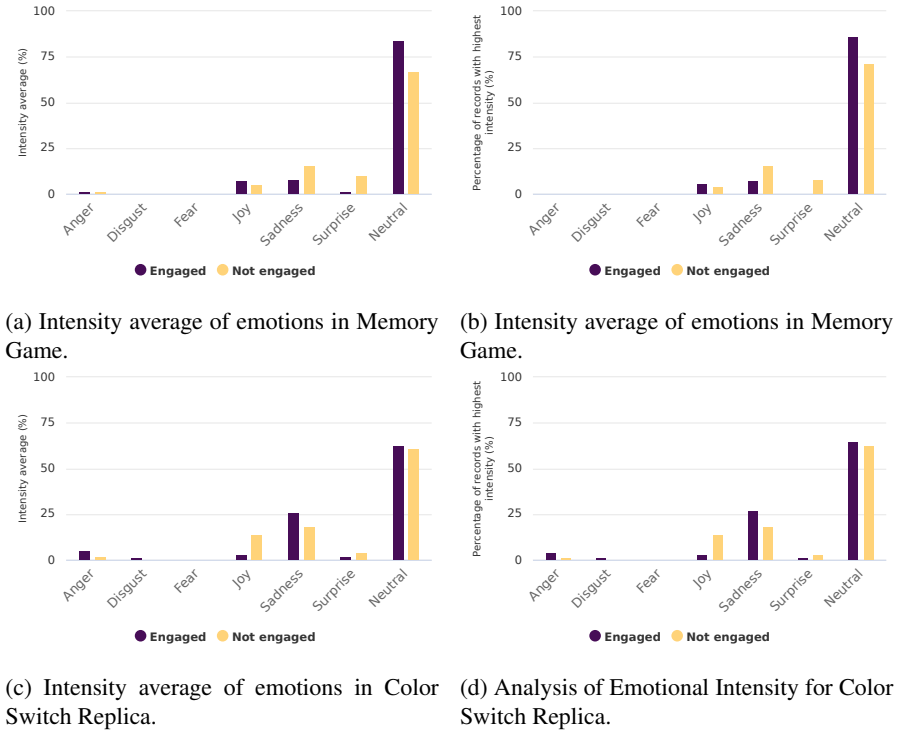 100
75
50
25
0
Intensity average (%)
Anger
Disgust
Fear
Joy
Sadness
Surprise
Neutral
Engaged Not engaged
(a) Intensity average of emotions in Memory
Game.
100
75
50
25
0
Percentage of records with highest
intensity (%)
Anger
Disgust
Fear
Joy
Sadness
Surprise
Neutral
Engaged Not engaged
(b) Intensity average of emotions in Memory
Game.
100
75
50
25
0
Intensity average (%)
Anger
Disgust
Fear
Joy
Sadness
Surprise
Neutral
Engaged Not engaged
(c) Intensity average of emotions in Color
Switch Replica.
100
75
50
25
0
Percentage of records with highest
intensity (%)
Anger
Disgust
Fear
Joy
Sadness
Surprise
Neutral
Engaged Not engaged
(d) Analysis of Emotional Intensity for Color
Switch Replica.